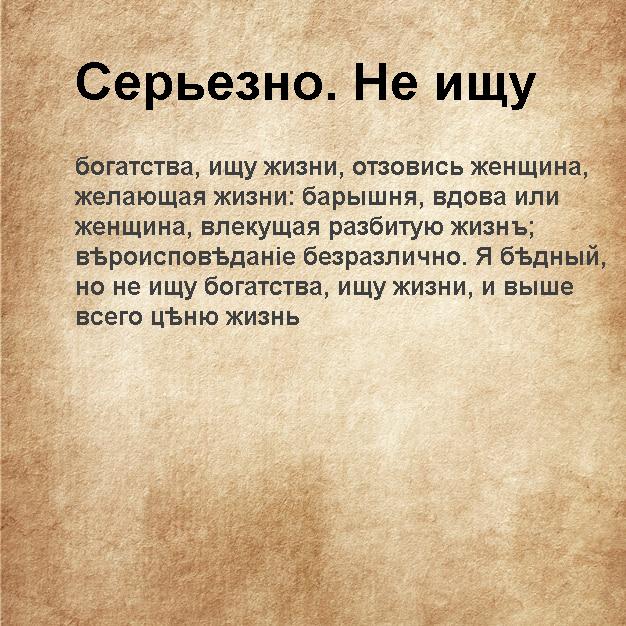 Серьезно. Не ищу
богатства, ищу жизни, отзовись женщина,
желающая жизни: барышня, вдова или
женщина, влекущая разбитую жизнъ;
вѣроисповѣданіе безразлично. Я бѣдный,
но не ищу богатства, ищу жизни, и выше
всего цѣню жизнь